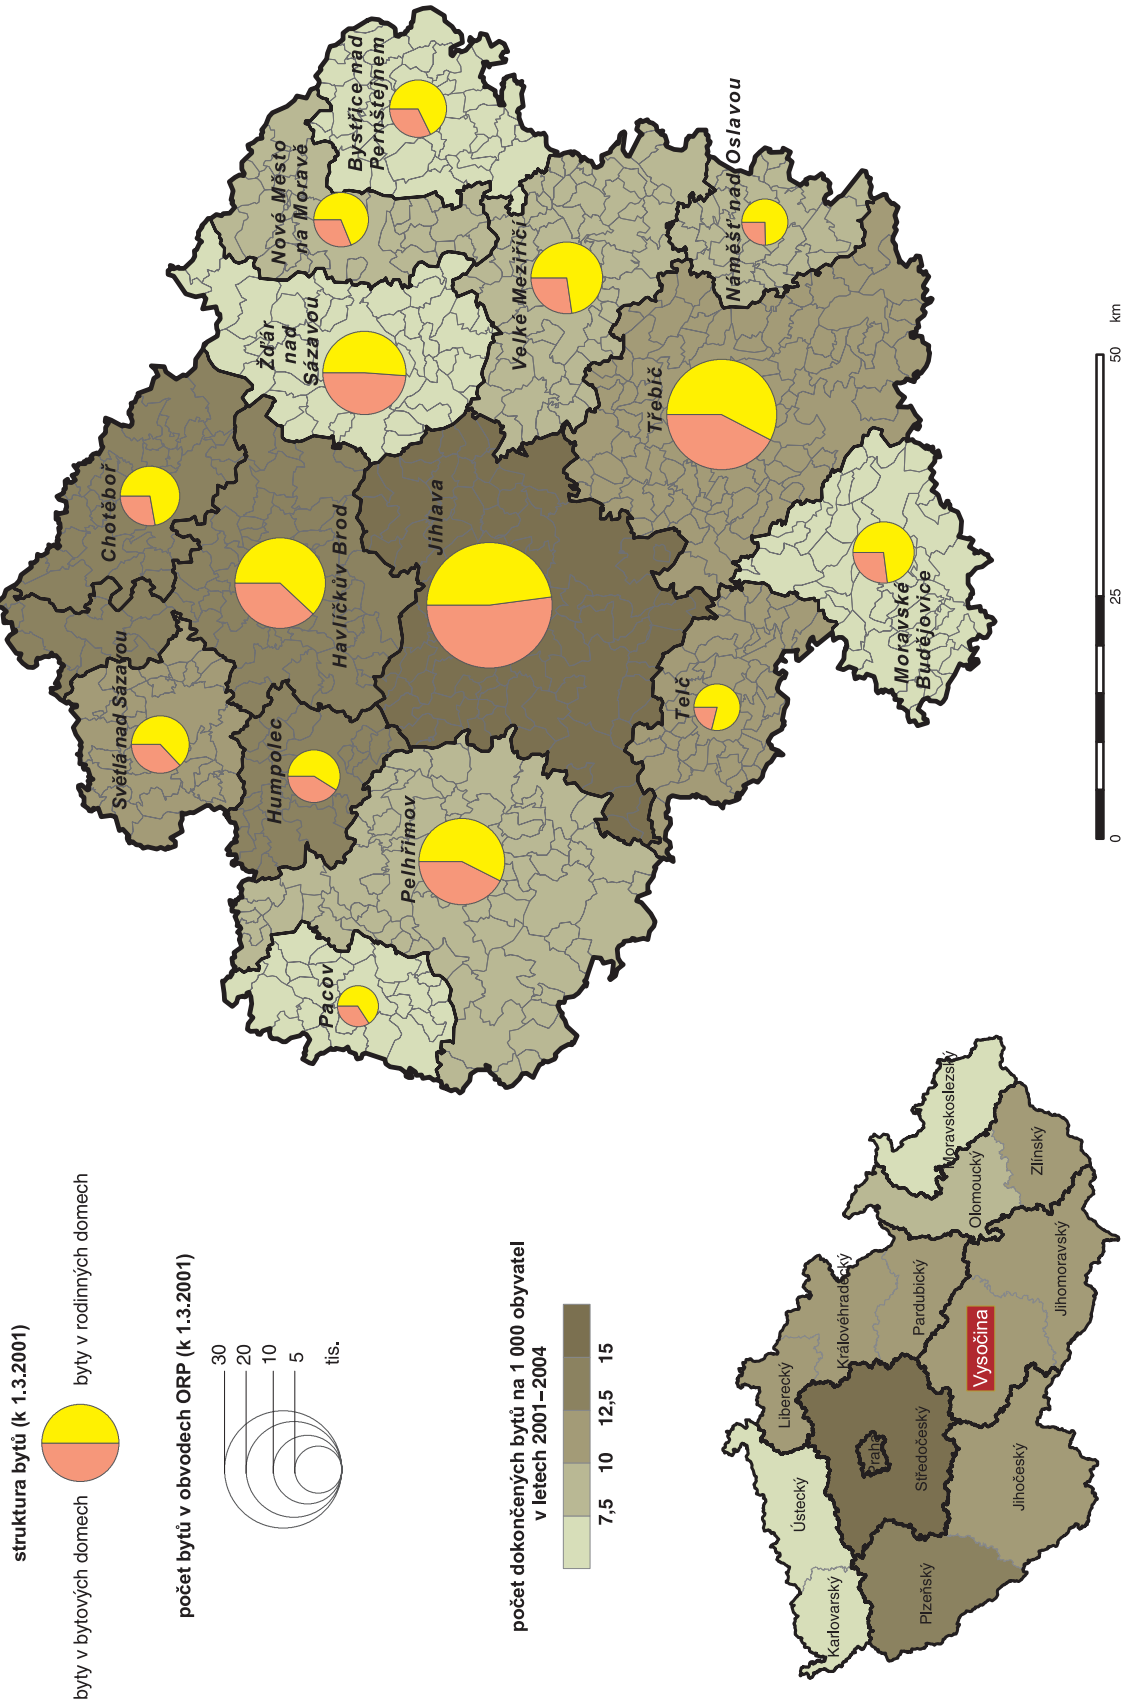 struktura bytů (k 1.3.2001)
byty v bytových domech
byty v rodinných domech
počet bytů v obvodech ORP (k 1.3.2001)
30
20
10
5
tis.
počet dokončených bytů na 1 000 obyvatel
v letech 2001–2004
7,5
10
12,5
15
Světlá nad Sázavou
Chotěboř
Humpolec
Havlíčkův Brod
Žďár
nad
Sázavou
Nové Město
na Moravě
Bystřice nad
Pernštejnem
Pacov
Pelhřimov
Jihlava
Velké Meziříčí
Telč
Třebíč
Náměšť nad Oslavou
Moravské
Budějovice
0
25
50
km
Karlovarský
Ústecký
Liberecký
Královéhradecký
Pardubický
Plzeňský
Praha
Středočeský
Jihočeský
Vysočina
Jihomoravský
Olomoucký
Moravskoslezský
Zlínský